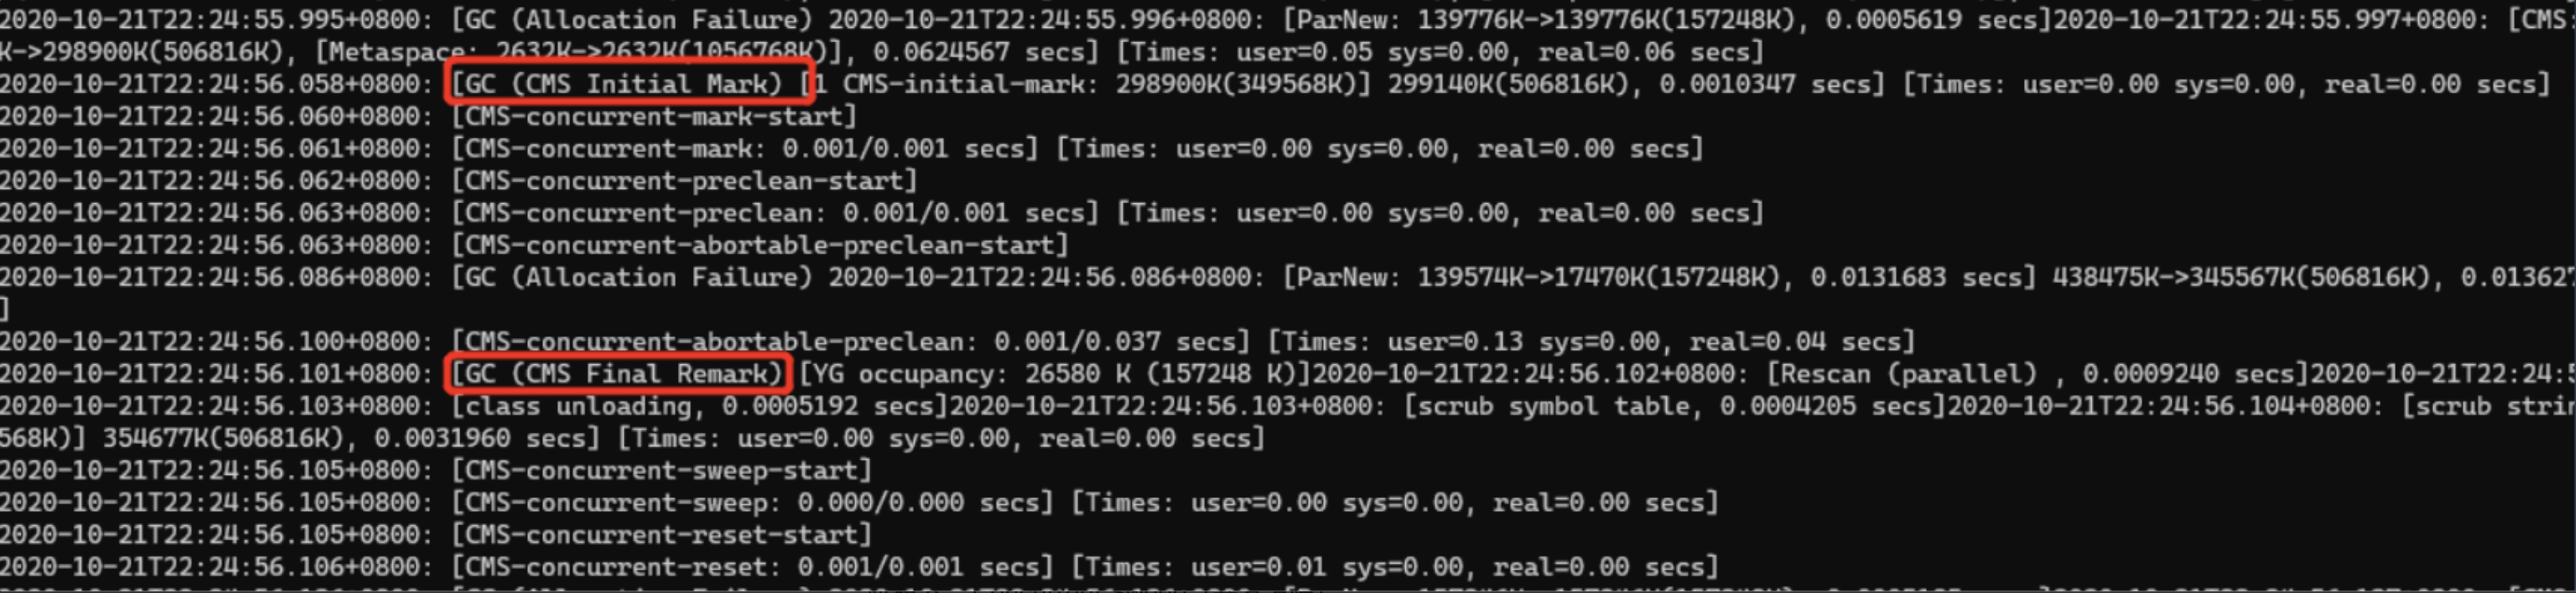 2020-10-21T22:24:55.995+0800: [GC (Allocation Failure) 2020-10-21T22:24:55.996+0800: [ParNew: 139776K->139776K(157248K), 0.0005619 secs]2020-10-21T22:24:55.997+0800: [CMS:
K->298900K(506816K), [Metaspace: 2632K->2632K(1056768K)], 0.0624567 secs] [Times: user=0.05 sys=0.00, real=0.06 secs]
2020-10-21T22:24:56.058+0800: [GC (CMS Initial Mark) [1 CMS-initial-mark: 298900K(349568K)] 299140K(506816K), 0.0010347 secs] [Times: user=0.00 sys=0.00, real=0.00 secs]
2020-10-21T22:24:56.060+0800: [CMS-concurrent-mark-start]
2020-10-21T22:24:56.061+0800: [CMS-concurrent-mark: 0.001/0.001 secs] [Times: user=0.00 sys=0.00, real=0.00 secs]
2020-10-21T22:24:56.062+0800: [CMS-concurrent-preclean-start]
2020-10-21T22:24:56.063+0800: [CMS-concurrent-preclean: 0.001/0.001 secs] [Times: user=0.00 sys=0.00, real=0.00 secs]
2020-10-21T22:24:56.063+0800: [CMS-concurrent-abortable-preclean-start]
2020-10-21T22:24:56.086+0800: [GC (Allocation Failure) 2020-10-21T22:24:56.086+0800: [ParNew: 139574K->17470K(157248K), 0.0131683 secs] 438475K->345567K(506816K), 0.013627
]
2020-10-21T22:24:56.100+0800: [CMS-concurrent-abortable-preclean: 0.001/0.037 secs] [Times: user=0.13 sys=0.00, real=0.04 secs]
2020-10-21T22:24:56.101+0800: [GC (CMS Final Remark) [YG occupancy: 26580 K (157248 K)]2020-10-21T22:24:56.102+0800: [Rescan (parallel) , 0.0009240 secs]2020-10-21T22:24:5
2020-10-21T22:24:56.103+0800: [class unloading, 0.0005192 secs]2020-10-21T22:24:56.103+0800: [scrub symbol table, 0.0004205 secs]2020-10-21T22:24:56.104+0800: [scrub strin
568K)] 354677K(506816K), 0.0031960 secs] [Times: user=0.00 sys=0.00, real=0.00 secs]
2020-10-21T22:24:56.105+0800: [CMS-concurrent-sweep-start]
2020-10-21T22:24:56.105+0800: [CMS-concurrent-sweep: 0.000/0.000 secs] [Times: user=0.00 sys=0.00, real=0.00 secs]
2020-10-21T22:24:56.105+0800: [CMS-concurrent-reset-start]
2020-10-21T22:24:56.106+0800: [CMS-concurrent-reset: 0.001/0.001 secs] [Times: user=0.01 sys=0.00, real=0.00 secs]